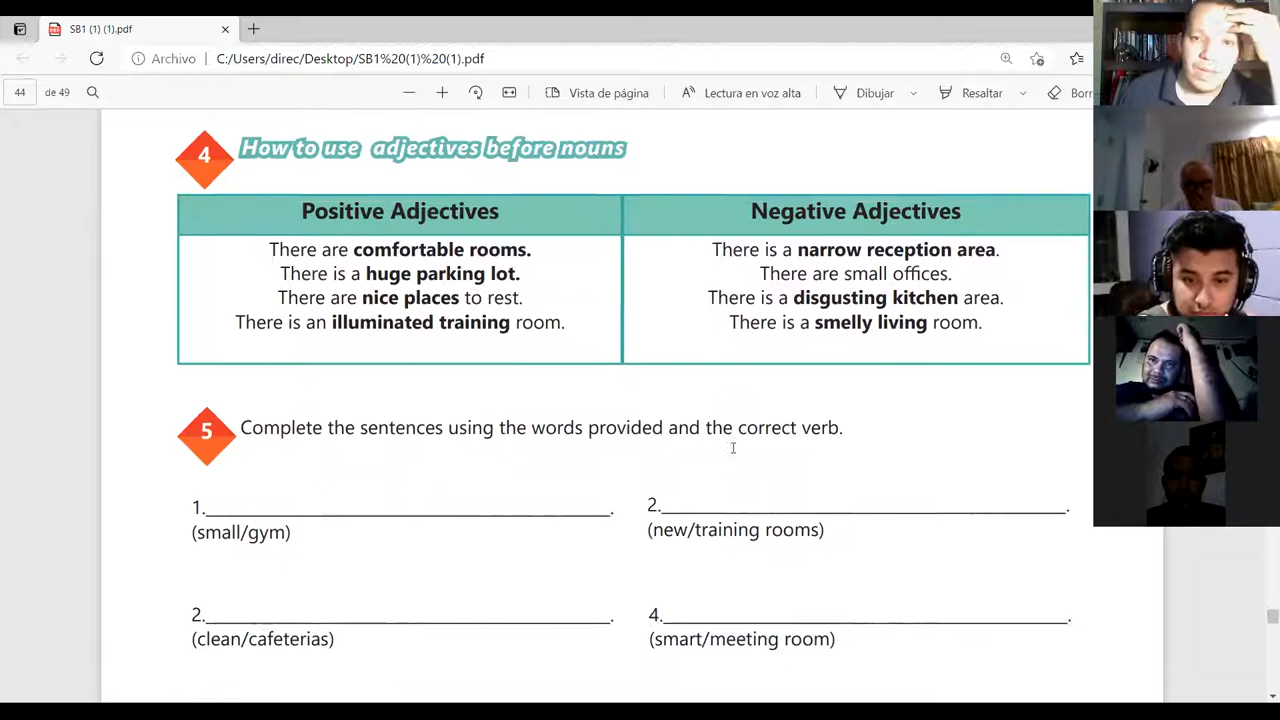 SB1 (1) (1).pdf
Archivo C:/Users/direc/Desktop/SB1%20(1)%20(1).pdf
44 de 49 Vista de página Lectura en voz alta Dibujar Resaltar Borr
4 How to use adjectives before nouns
Positive Adjectives
There are comfortable rooms.
There is a huge parking lot.
There are nice places to rest.
There is an illuminated training room.
Negative Adjectives
There is a narrow reception area.
There are small offices.
There is a disgusting kitchen area.
There is a smelly living room.
5 Complete the sentences using the words provided and the correct verb.
1.________________________________________.
(small/gym)
2.________________________________________.
(new/training rooms)
2.________________________________________.
(clean/cafeterias)
4.________________________________________.
(smart/meeting room)